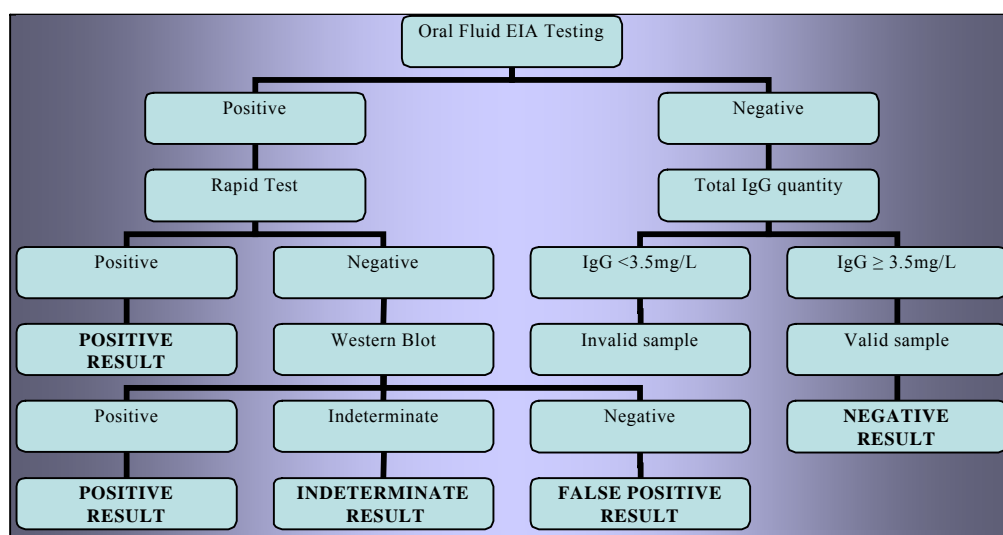 Oral Fluid EIA Testing
Positive
Negative
Rapid Test
Total IgG quantity
Positive
Negative
IgG <3.5mg/L
IgG ≥ 3.5mg/L
POSITIVE
RESULT
Western Blot
Invalid sample
Valid sample
Positive
Indeterminate
Negative
NEGATIVE
RESULT
POSITIVE
RESULT
INDETERMINATE
RESULT
FALSE POSITIVE
RESULT